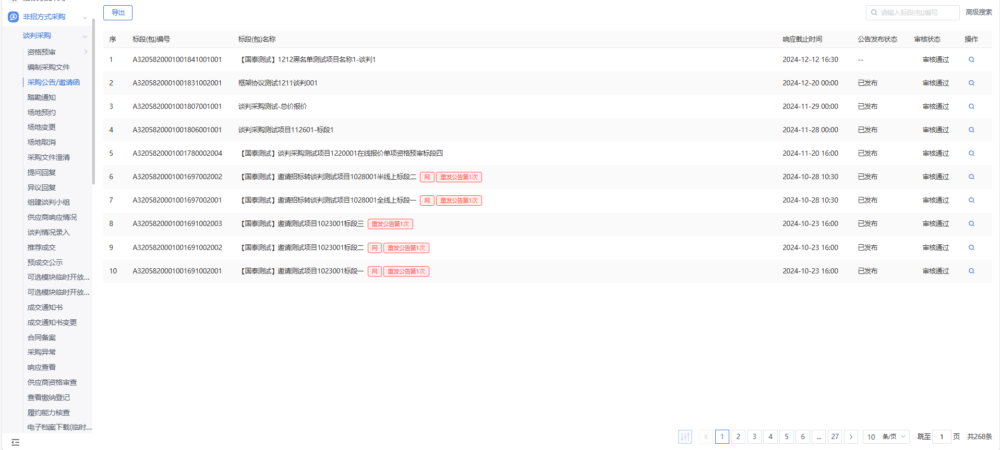 非招方式采购
谈判采购
资格预审
编制采购文件
采购公告/邀请函
踏勘通知
场地预约
场地变更
场地取消
采购文件澄清
提问回复
异议回复
组建谈判小组
供应商响应情况
谈判情况录入
推荐成交
预成交公示
可选模块临时开放...
可选模块临时开放...
成交通知书
成交通知书变更
合同备案
采购异常
响应查看
供应商资格审查
查看缴纳登记
履约能力核查
电子档案下载(临时...
导出
请输入标段(包)编号 高级搜索
序 标段(包)编号 标段(包)名称 响应截止时间 公告发布状态 审核状态 操作
1 A3205820001001841001001 【国泰测试】1212黑名单测试项目名称1-谈判1 2024-12-12 16:30 -- 审核通过
2 A3205820001001831002001 框架协议测试1211谈判001 2024-12-20 00:00 已发布 审核通过
3 A3205820001001807001001 谈判采购测试-总价报价 2024-11-29 00:00 已发布 审核通过
4 A3205820001001806001001 谈判采购测试项目112601-标段1 2024-11-28 00:00 已发布 审核通过
5 A3205820001001780002004 【国泰测试】谈判采购测试项目1220001在线报价单项资格预审标段四 2024-11-20 16:00 已发布 审核通过
6 A3205820001001697002002 【国泰测试】邀请招标转谈判测试项目1028001半线上标段二 网 重发公告第1次 2024-10-28 10:30 已发布 审核通过
7 A3205820001001697002001 【国泰测试】邀请招标转谈判测试项目1028001全线上标段一 网 重发公告第1次 2024-10-28 10:30 已发布 审核通过
8 A3205820001001691002003 【国泰测试】邀请测试项目1023001标段三 重发公告第1次 2024-10-23 16:00 已发布 审核通过
9 A3205820001001691002002 【国泰测试】邀请测试项目1023001标段二 网 重发公告第1次 2024-10-23 16:00 已发布 审核通过
10 A3205820001001691002001 【国泰测试】邀请测试项目1023001标段一 网 重发公告第1次 2024-10-23 16:00 已发布 审核通过
1 2 3 4 5 6 ... 27 10 条/页 跳至 1 页 共268条